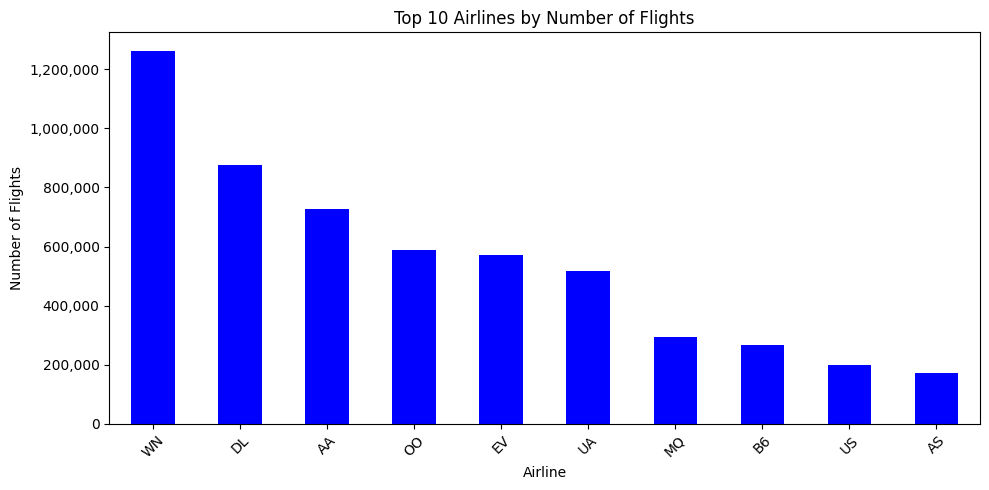 Top 10 Airlines by Number of Flights
Number of Flights
1,200,000
1,000,000
800,000
600,000
400,000
200,000
0
WN DL AA OO EV UA MQ B6 US AS
Airline